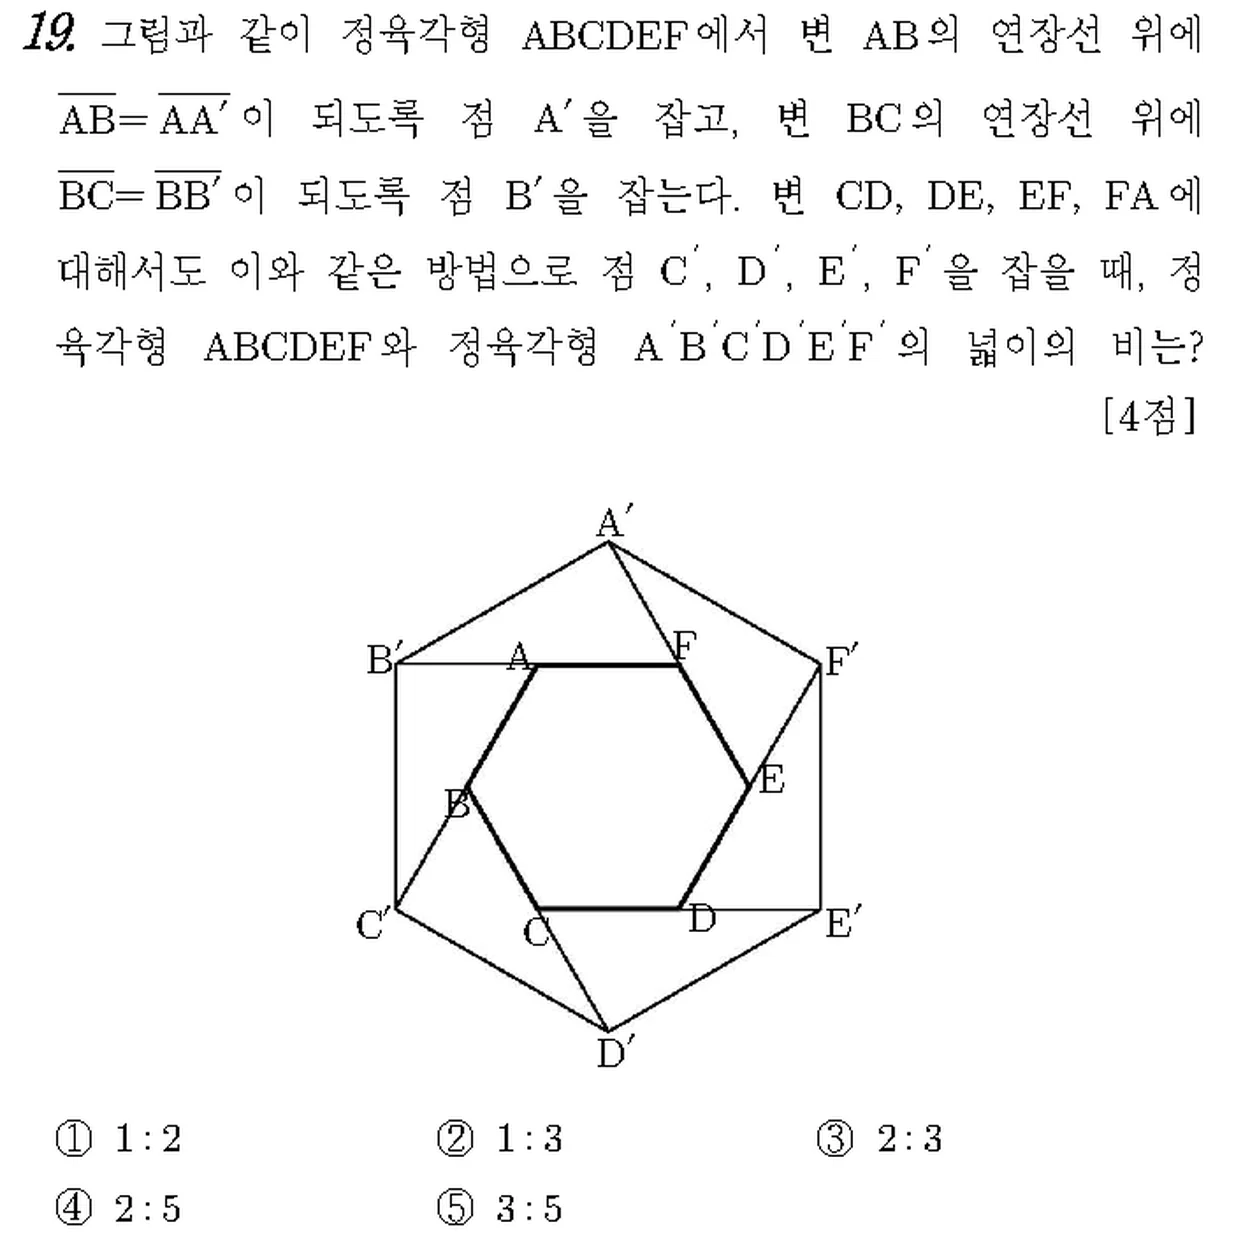 19. 그림과 같이 정육각형 ABCDEF에서 변 AB의 연장선 위에
AB=AA′이 되도록 점 A′을 잡고, 변 BC의 연장선 위에
BC=BB′이 되도록 점 B′을 잡는다. 변 CD, DE, EF, FA에
대해서도 이와 같은 방법으로 점 C′, D′, E′, F′을 잡을 때, 정
육각형 ABCDEF와 정육각형 A′B′C′D′E′F′의 넓이의 비는?
[4점]
A′
B′ A F F′
B E
C′ C D E′
D′
① 1:2 ② 1:3 ③ 2:3
④ 2:5 ⑤ 3:5